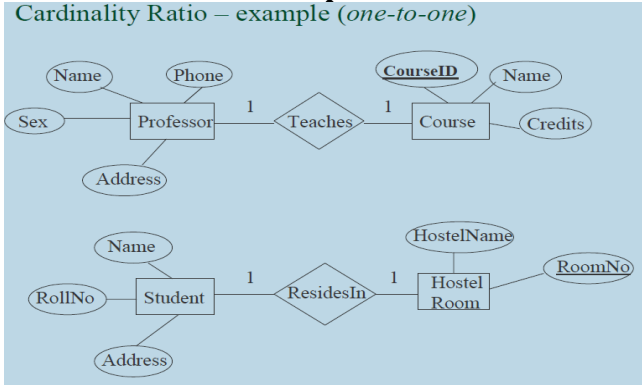 Cardinality Ratio – example (one-to-one)
Name
Phone
CourseID
Name
Sex
Professor
1
Teaches
1
Course
Credits
Address
Name
HostelName
RoomNo
RollNo
Student
1
ResidesIn
1
Hostel
Room
Address